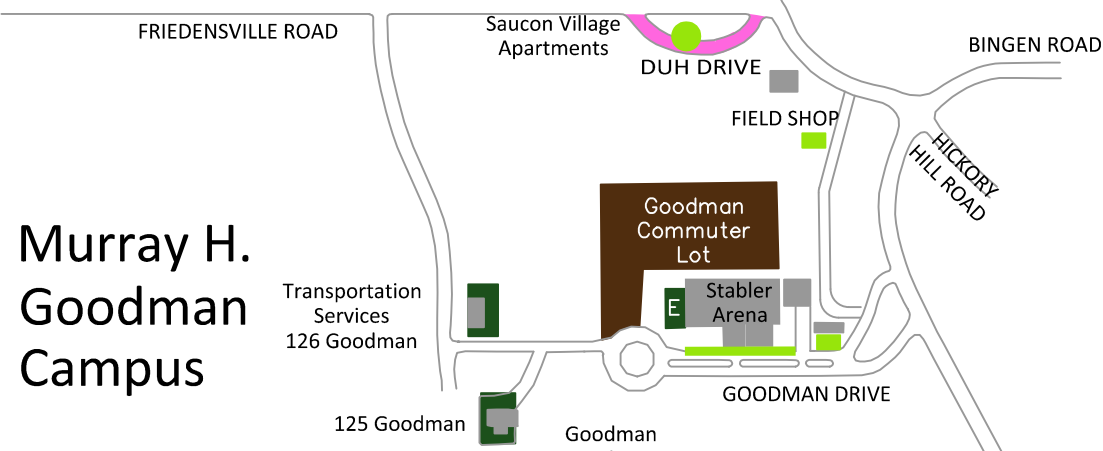 FRIEDENSVILLE ROAD
Saucon Village
Apartments
DUH DRIVE
BINGEN ROAD
FIELD SHOP
HICKORY
HILL ROAD
Goodman
Commuter
Lot
Murray H.
Goodman
Campus
Transportation
Services
126 Goodman
E
Stabler
Arena
GOODMAN DRIVE
125 Goodman
Goodman